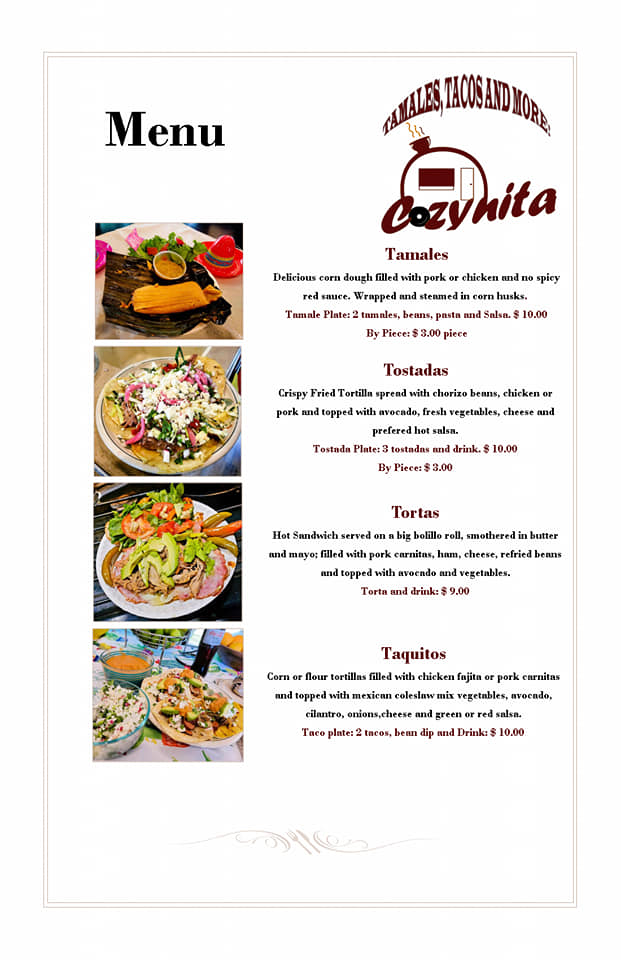 Menu
TAMALES, TACOS AND MORE!
Cozynita
Tamales
Delicious corn dough filled with pork or chicken and no spicy
red sauce. Wrapped and steamed in corn husks.
Tamale Plate: 2 tamales, beans, pasta and Salsa. $ 10.00
By Piece: $ 3.00 piece
Tostadas
Crispy Fried Tortilla spread with chorizo beans, chicken or
pork and topped with avocado, fresh vegetables, cheese and
prefered hot salsa.
Tostada Plate: 3 tostadas and drink. $ 10.00
By Piece: $ 3.00
Tortas
Hot Sandwich served on a big bolillo roll, smothered in butter
and mayo; filled with pork carnitas, ham, cheese, refried beans
and topped with avocado and vegetables.
Torta and drink: $ 9.00
Taquitos
Corn or flour tortillas filled with chicken fajita or pork carnitas
and topped with mexican coleslaw mix vegetables, avocado,
cilantro, onions,cheese and green or red salsa.
Taco plate: 2 tacos, bean dip and Drink: $ 10.00